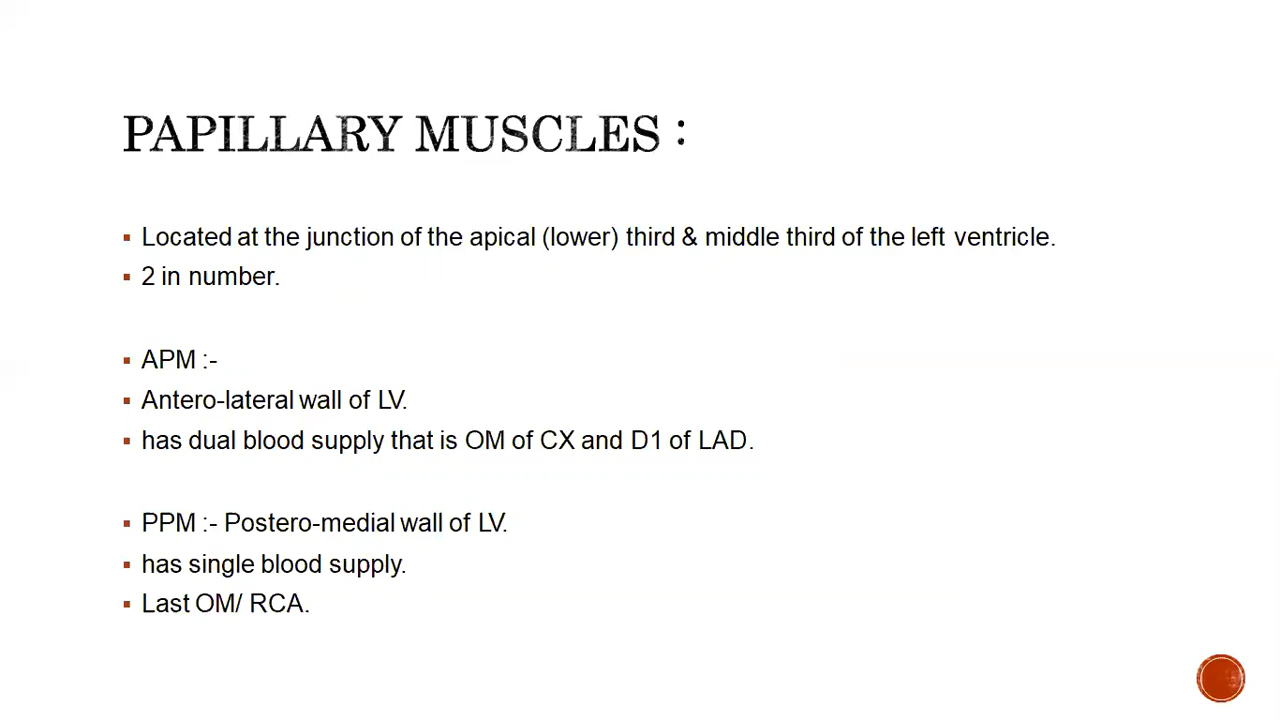 PAPILLARY MUSCLES :
Located at the junction of the apical (lower) third & middle third of the left ventricle.
2 in number.
APM :-
Antero-lateral wall of LV.
has dual blood supply that is OM of CX and D1 of LAD.
PPM :- Postero-medial wall of LV.
has single blood supply.
Last OM/ RCA.